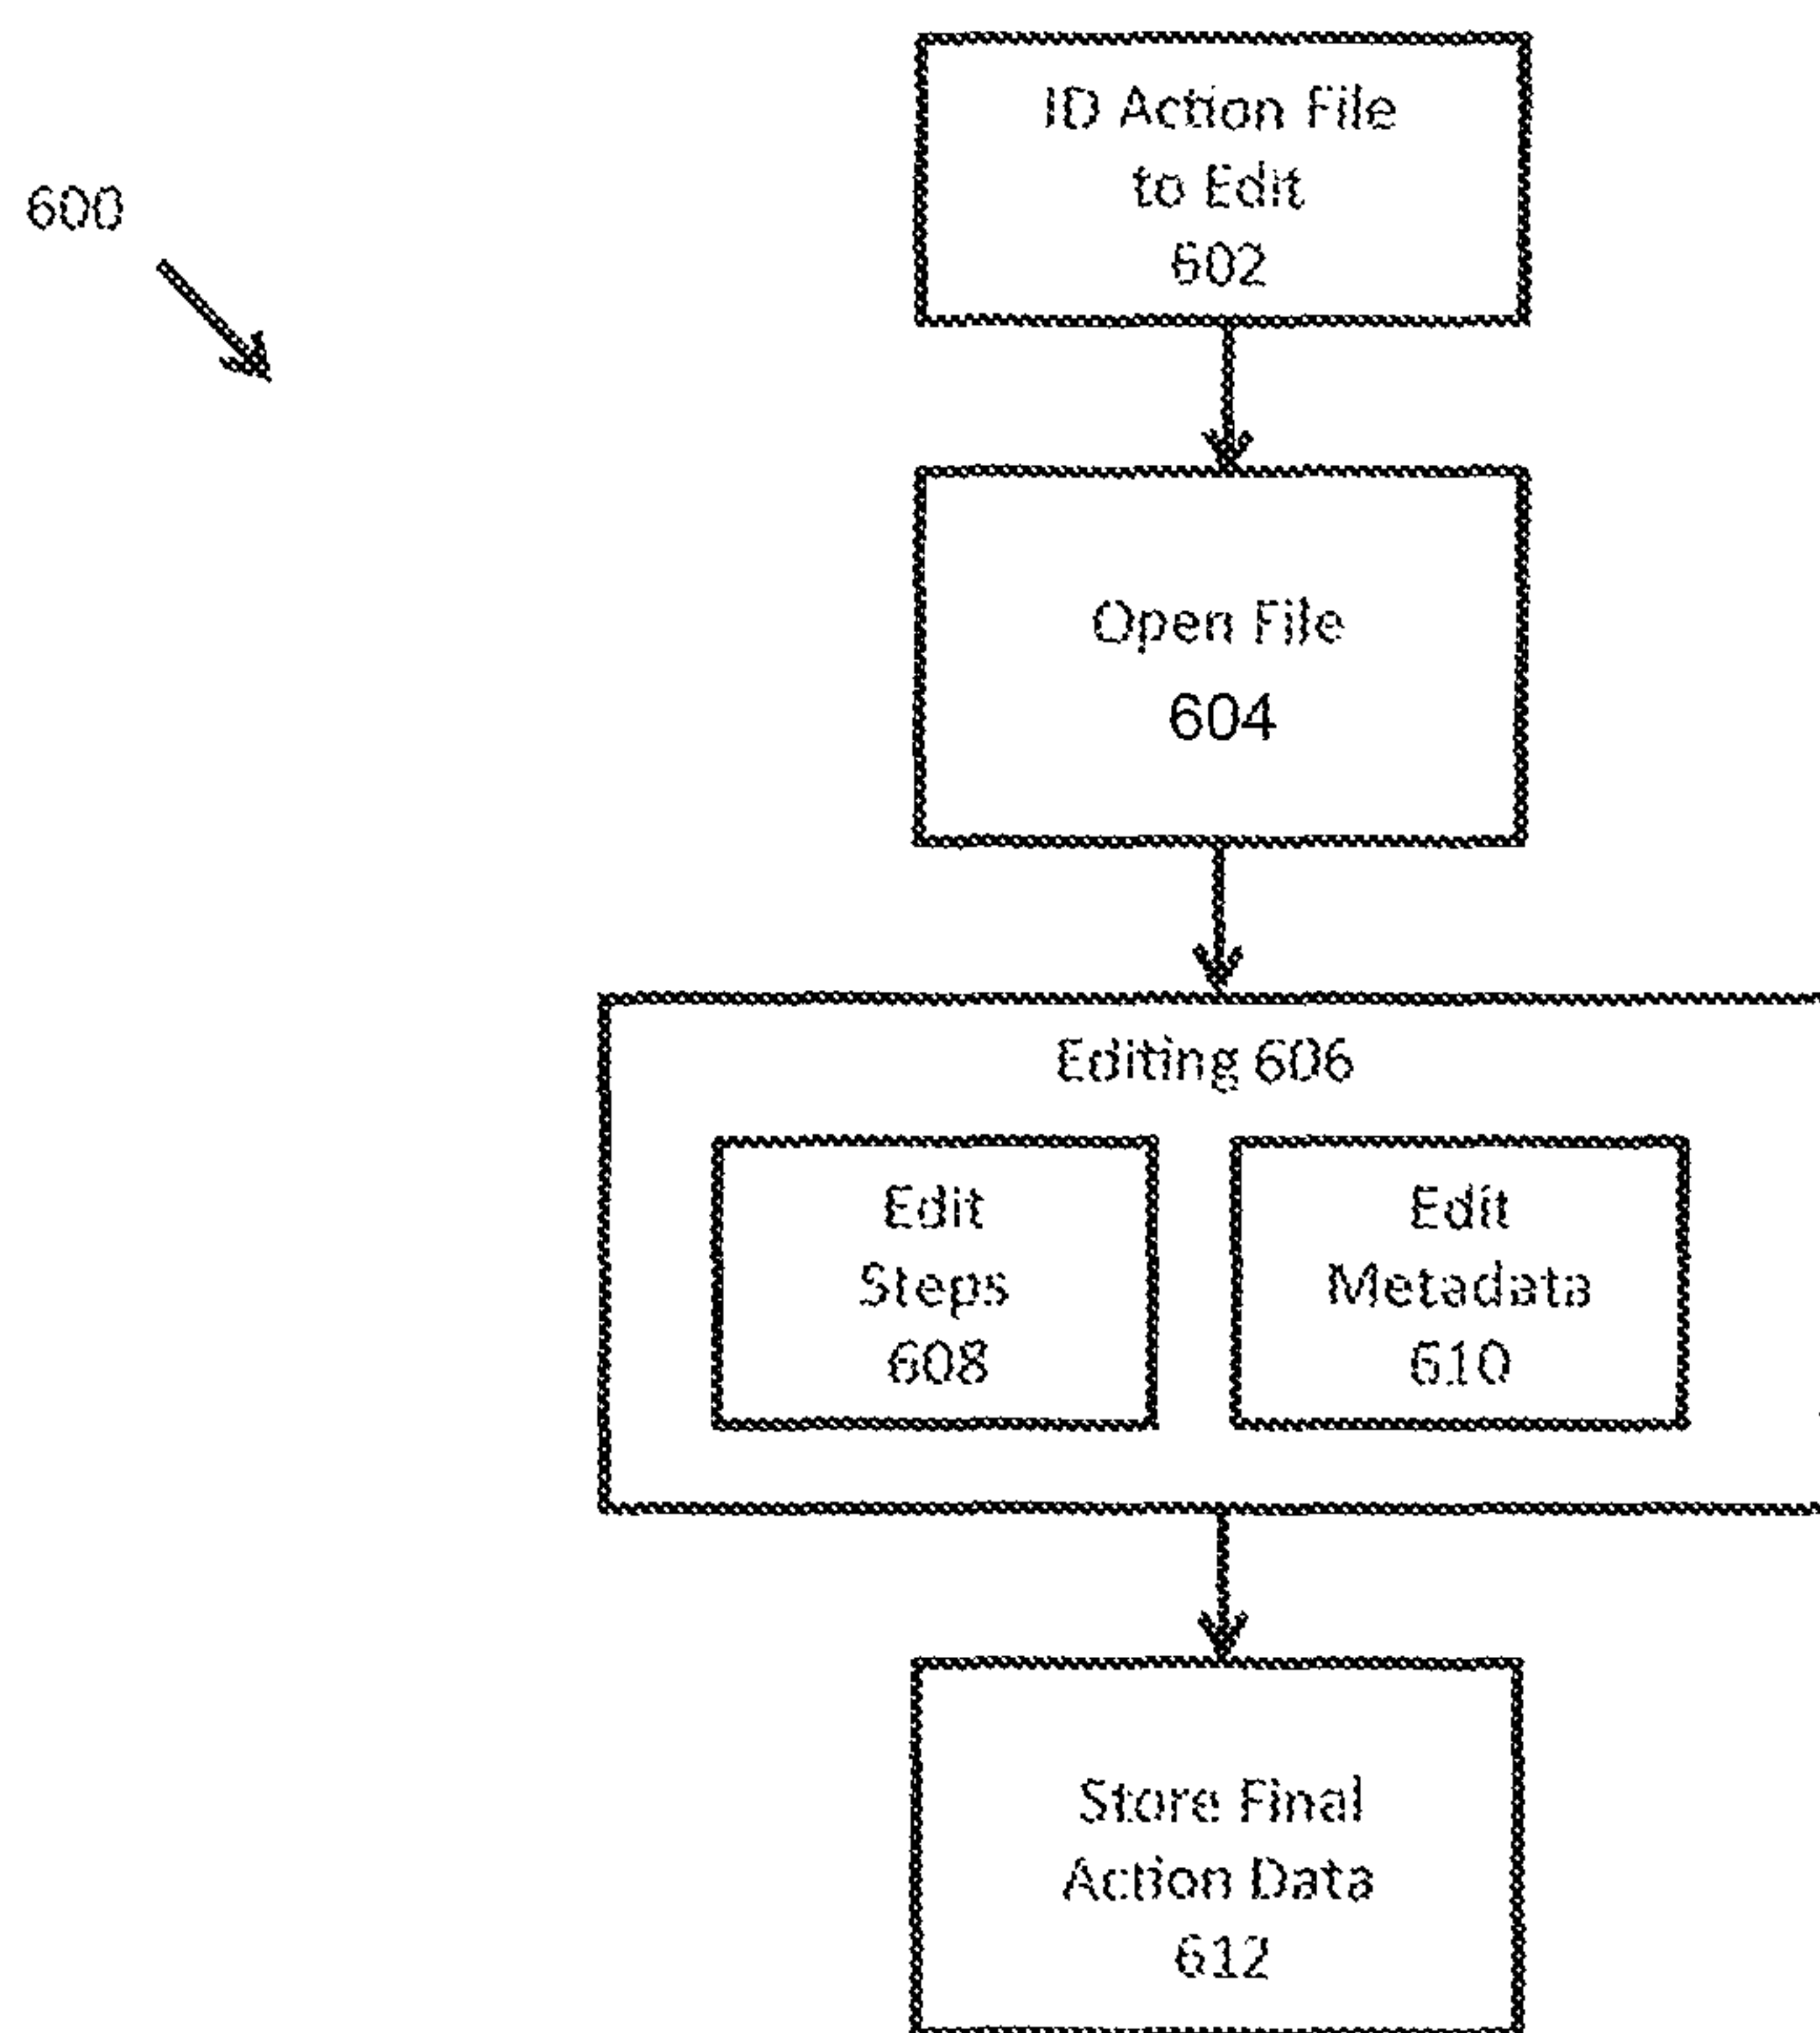 600
ID Action File
to Edit
602
Open File
604
Editing 606
Edit
Steps
608
Edit
Metadata
610
Store Final
Action Data
612